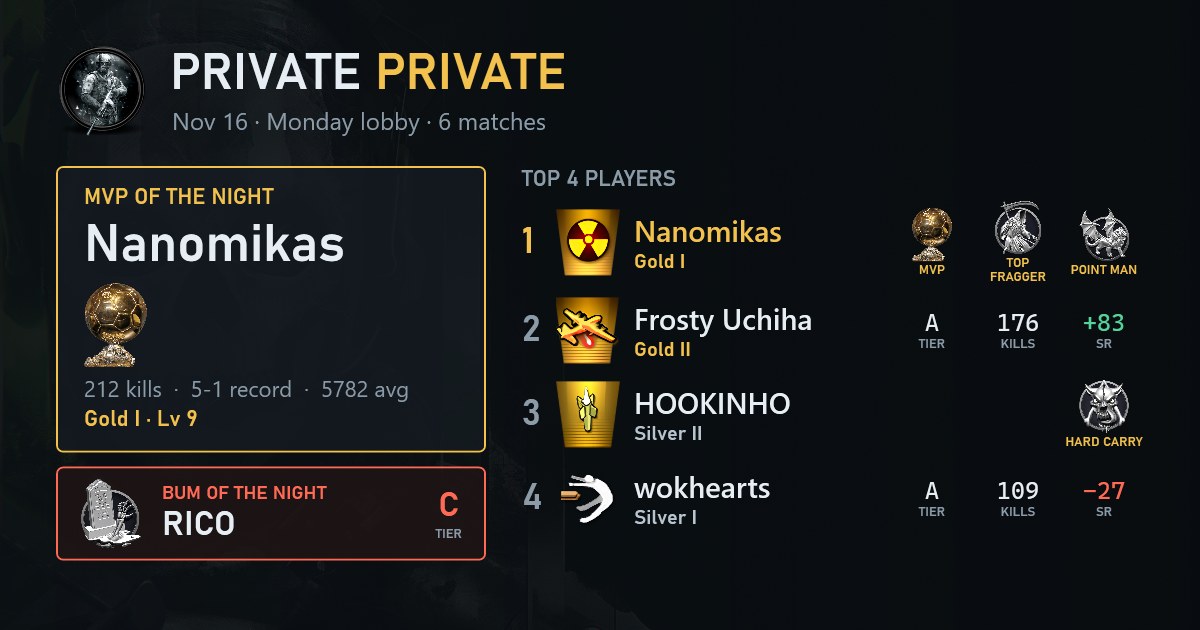 PRIVATE PRIVATE
Nov 16 · Monday lobby · 6 matches
MVP OF THE NIGHT
Nanomikas
212 kills · 5-1 record · 5782 avg
Gold I · Lv 9
BUM OF THE NIGHT
RICO
C
TIER
TOP 4 PLAYERS
1
Nanomikas
Gold I
MVP
TOP
FRAGGER
POINT MAN
2
Frosty Uchiha
Gold II
A
TIER
176
KILLS
+83
SR
3
HOOKINHO
Silver II
HARD CARRY
4
wokhearts
Silver I
A
TIER
109
KILLS
−27
SR